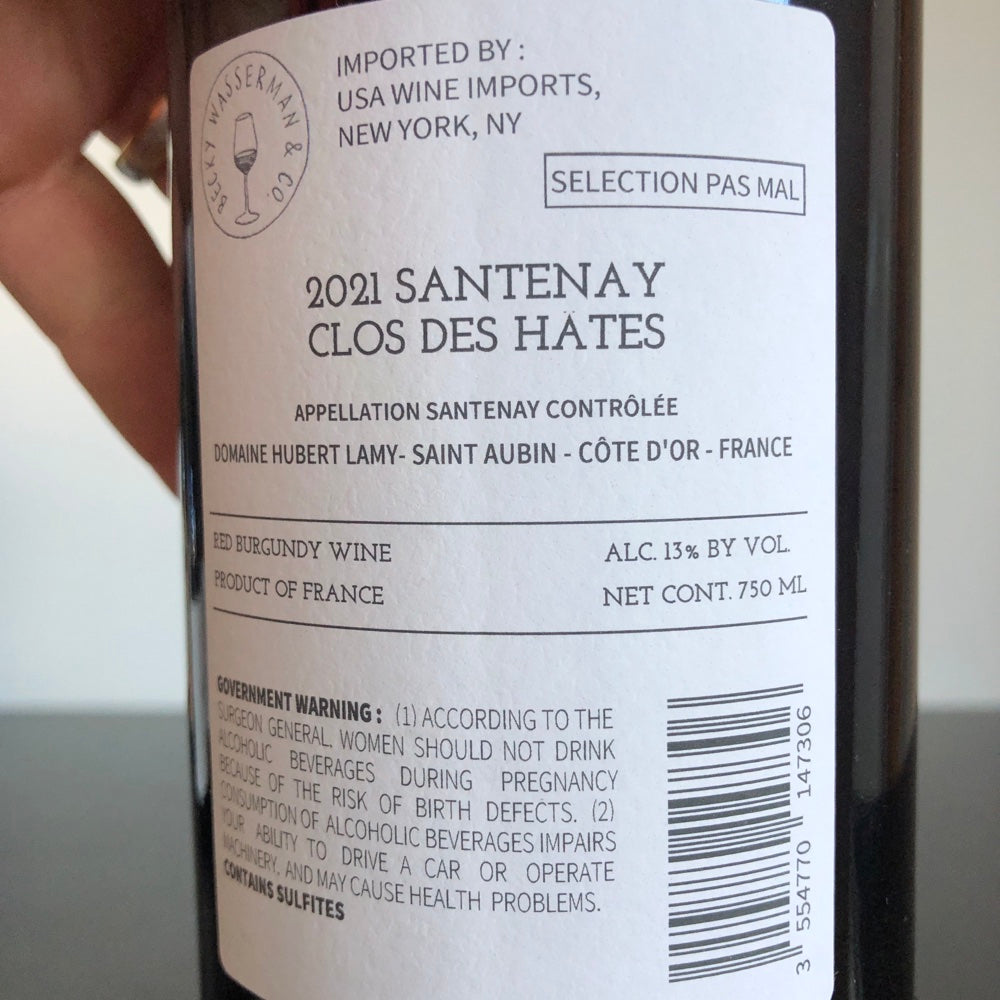 BECKY WASSERMAN & CO.
IMPORTED BY :
USA WINE IMPORTS,
NEW YORK, NY
SELECTION PAS MAL
2021 SANTENAY
CLOS DES HÂTES
APPELLATION SANTENAY CONTRÔLÉE
DOMAINE HUBERT LAMY- SAINT AUBIN - CÔTE D'OR - FRANCE
RED BURGUNDY WINE
PRODUCT OF FRANCE
ALC. 13% BY VOL.
NET CONT. 750 ML
GOVERNMENT WARNING : (1) ACCORDING TO THE
SURGEON GENERAL, WOMEN SHOULD NOT DRINK
ALCOHOLIC BEVERAGES DURING PREGNANCY
BECAUSE OF THE RISK OF BIRTH DEFECTS. (2)
CONSUMPTION OF ALCOHOLIC BEVERAGES IMPAIRS
YOUR ABILITY TO DRIVE A CAR OR OPERATE
MACHINERY, AND MAY CAUSE HEALTH PROBLEMS.
CONTAINS SULFITES
3 554770 147306